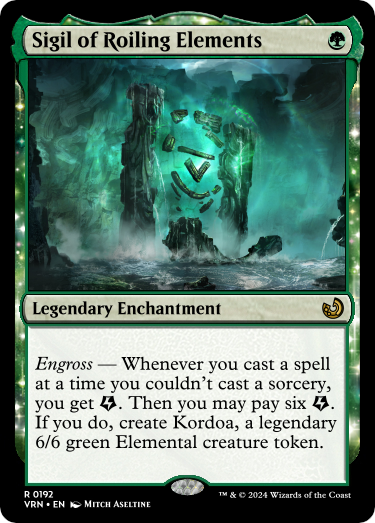 Sigil of Roiling Elements
Legendary Enchantment
Engross — Whenever you cast a spell
at a time you couldn't cast a sorcery,
you get . Then you may pay six .
If you do, create Kordoa, a legendary
6/6 green Elemental creature token.
R 0192
VRN • EN Mitch Aseltine
™ & © 2024 Wizards of the Coast